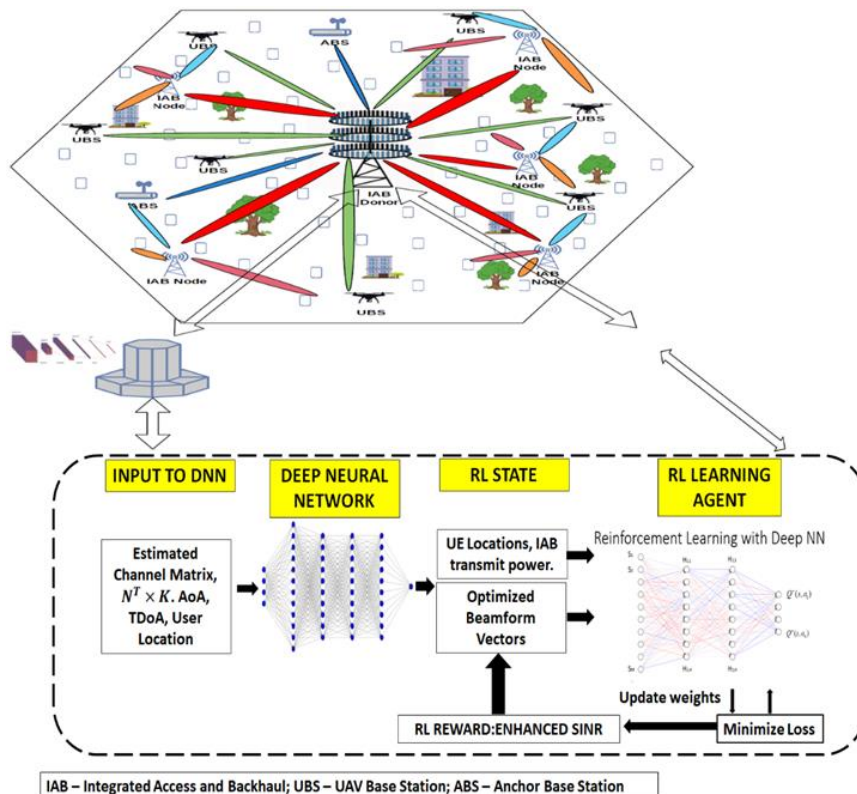 UBS
ABS
UBS
IAB
Node
IAB
Node
UBS
UBS
UBS
IAB
Node
ABS
IAB
Donor
UBS
IAB Node
IAB
Node
UBS
INPUT TO DNN
DEEP NEURAL
NETWORK
RL STATE
RL LEARNING
AGENT
Estimated
Channel Matrix,
N^T × K. AoA,
TDoA, User
Location
UE Locations, IAB
transmit power.
Optimized
Beamform
Vectors
Reinforcement Learning with Deep NN
Update weights
RL REWARD:ENHANCED SINR
Minimize Loss
IAB – Integrated Access and Backhaul; UBS – UAV Base Station; ABS – Anchor Base Station